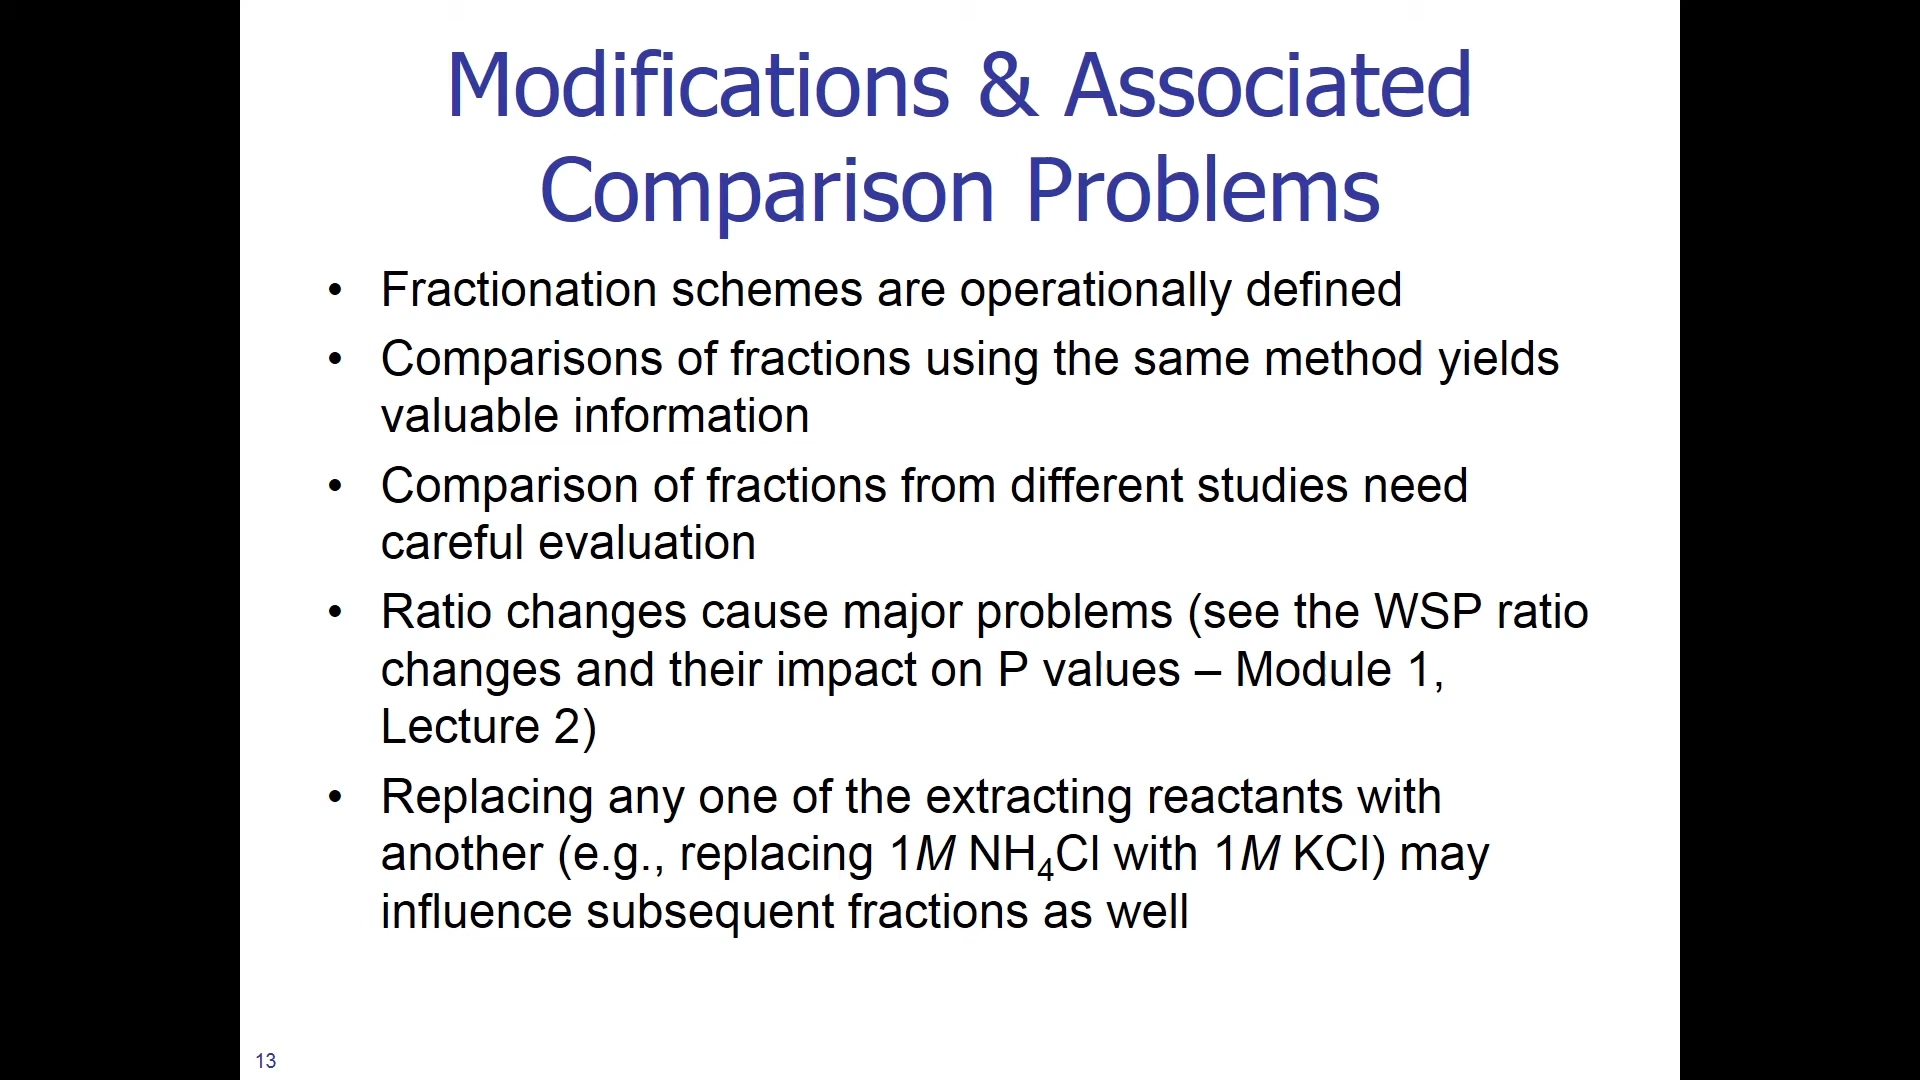 Modifications & Associated
Comparison Problems
• Fractionation schemes are operationally defined
• Comparisons of fractions using the same method yields
valuable information
• Comparison of fractions from different studies need
careful evaluation
• Ratio changes cause major problems (see the WSP ratio
changes and their impact on P values – Module 1,
Lecture 2)
• Replacing any one of the extracting reactants with
another (e.g., replacing 1M NH₄Cl with 1M KCl) may
influence subsequent fractions as well
13